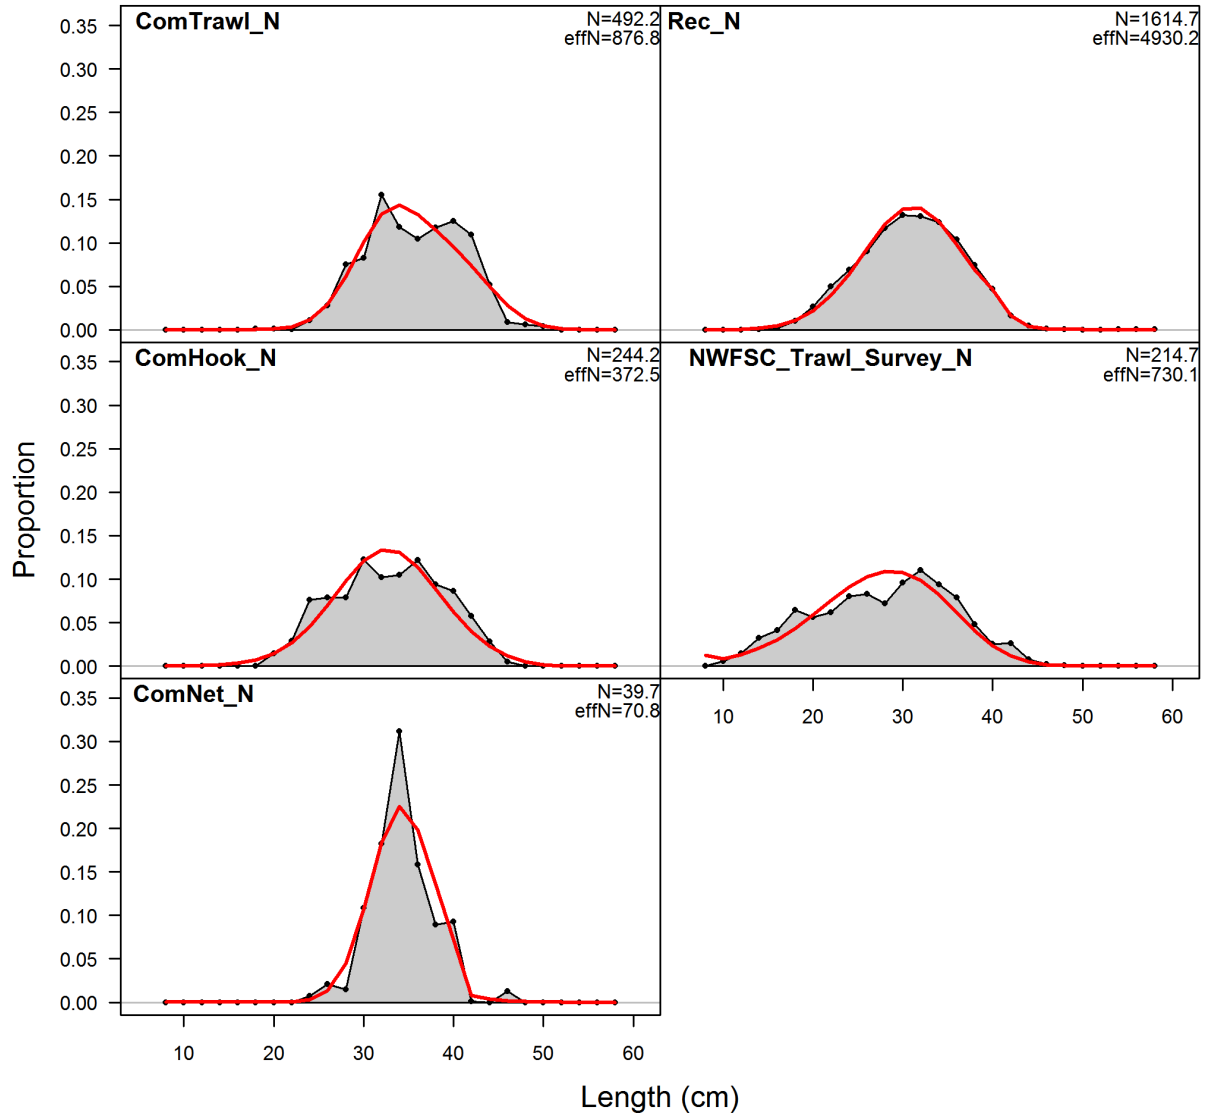 ComTrawl_N
N=492.2
effN=876.8
0.35
0.30
0.25
0.20
0.15
0.10
0.05
0.00
Rec_N
N=1614.7
effN=4930.2
ComHook_N
N=244.2
effN=372.5
0.35
0.30
0.25
0.20
0.15
0.10
0.05
0.00
NWFSC_Trawl_Survey_N
N=214.7
effN=730.1
10 20 30 40 50 60
ComNet_N
N=39.7
effN=70.8
0.35
0.30
0.25
0.20
0.15
0.10
0.05
0.00
10 20 30 40 50 60
Proportion
Length (cm)